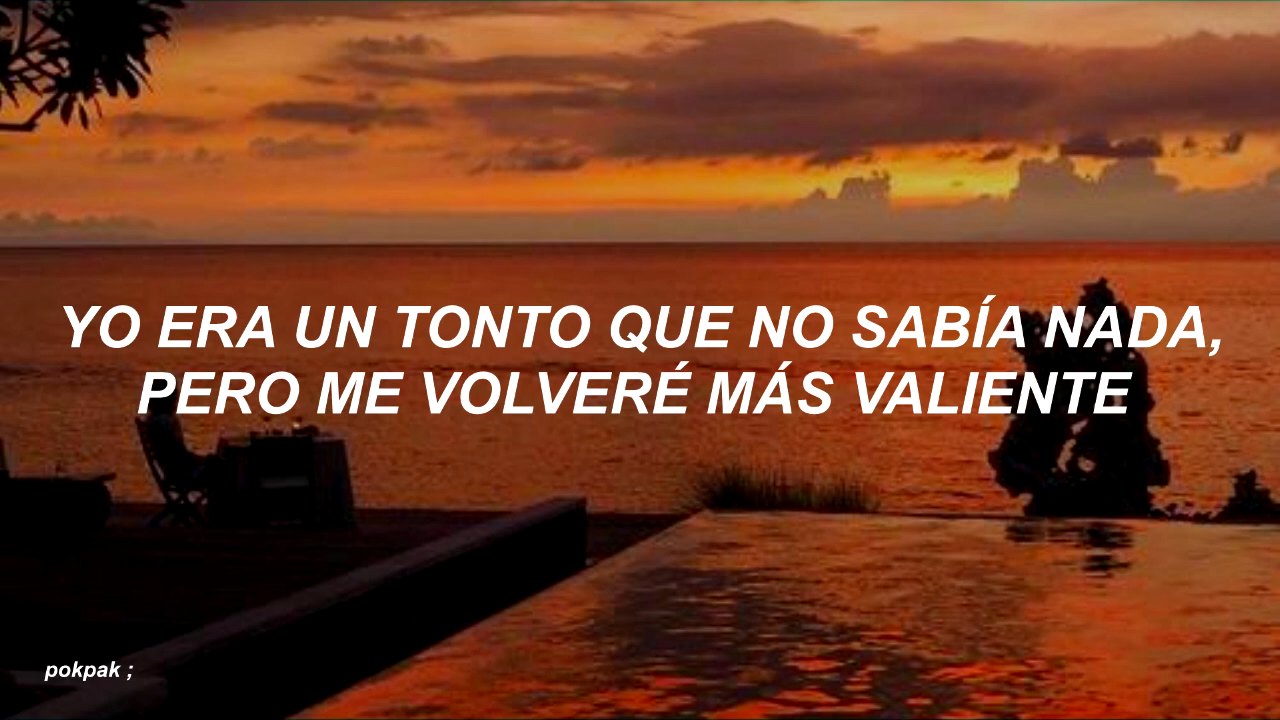 YO ERA UN TONTO QUE NO SABÍA NADA,
PERO ME VOLVERÉ MÁS VALIENTE
pokpak ;